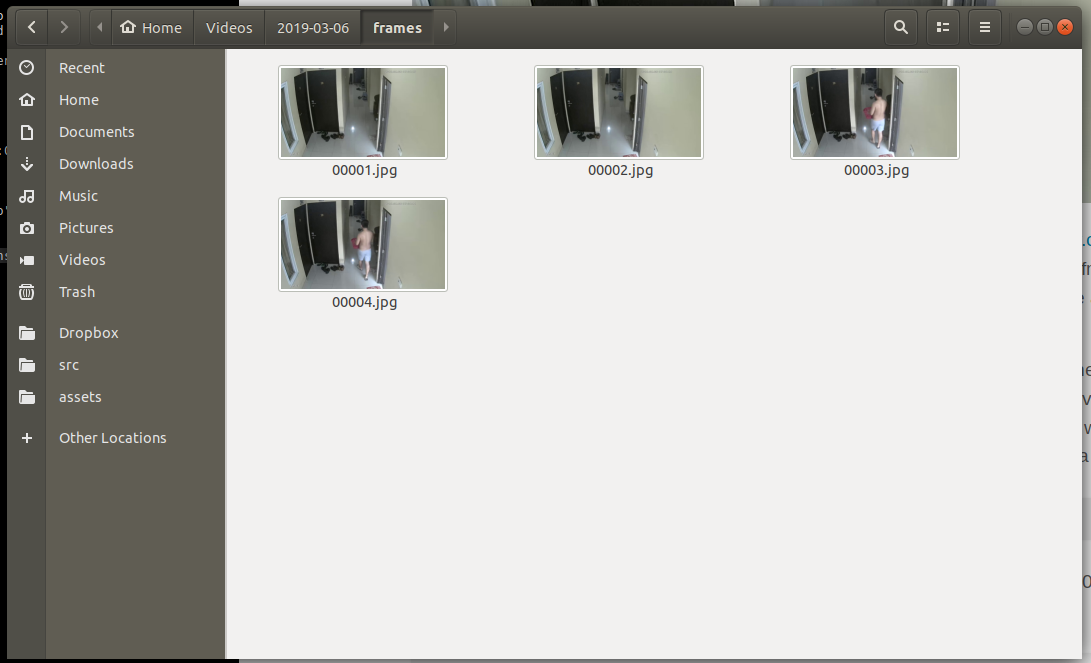 Home
Videos
2019-03-06
frames
Recent
Home
Documents
Downloads
Music
Pictures
Videos
Trash
Dropbox
src
assets
Other Locations
00001.jpg
00002.jpg
00003.jpg
00004.jpg